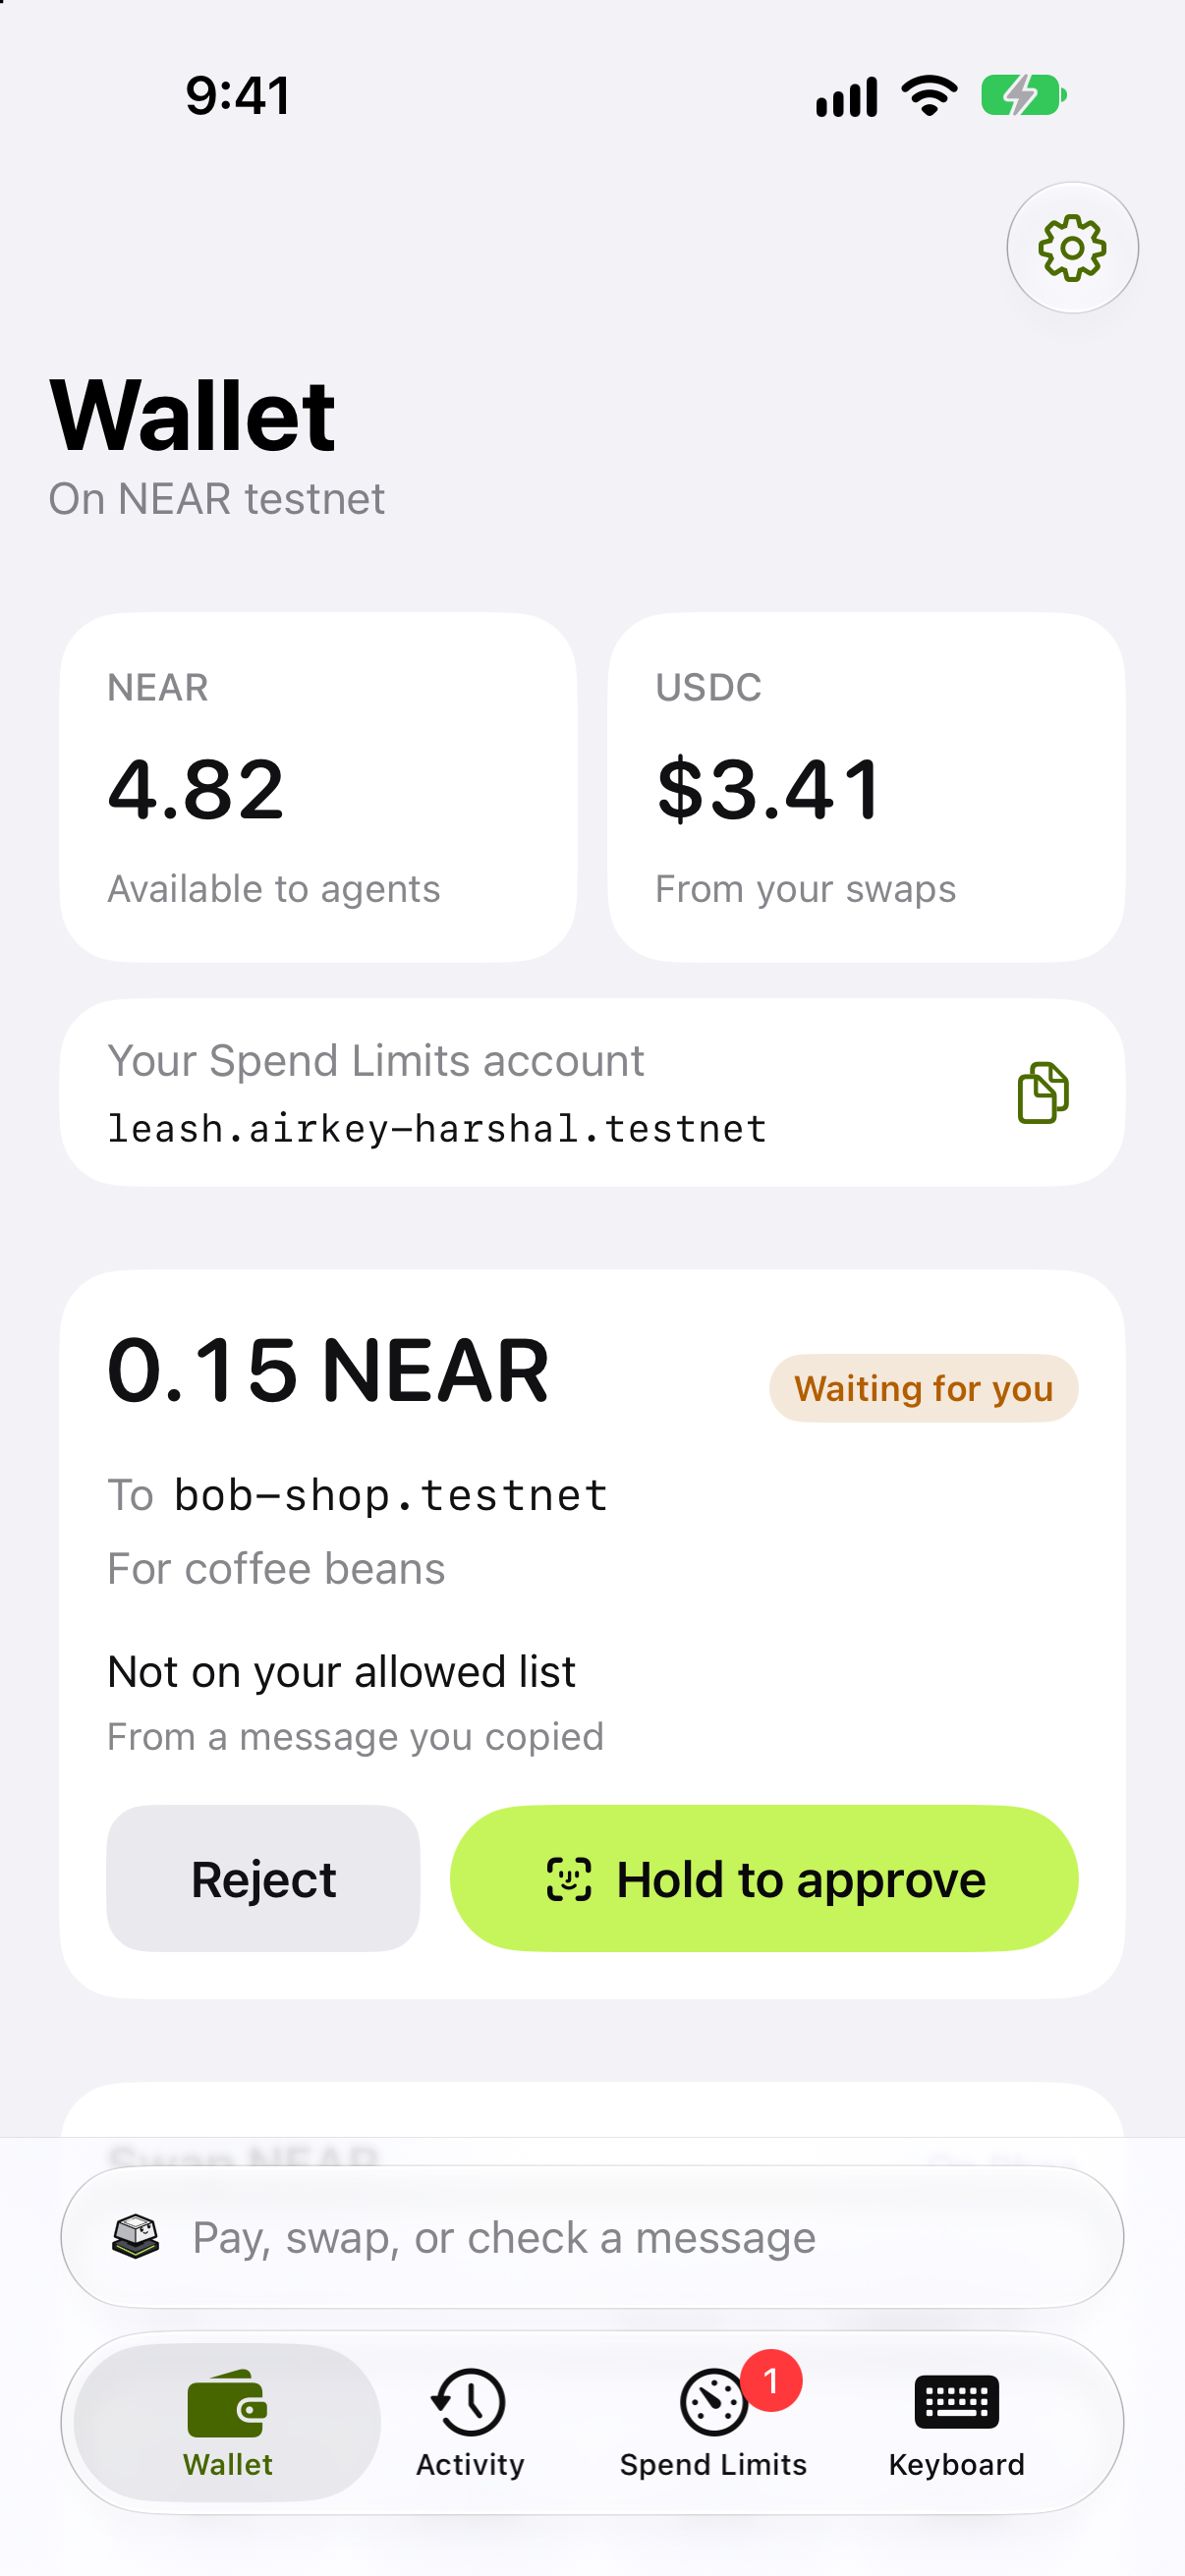 9:41
Wallet
On NEAR testnet
NEAR
4.82
Available to agents
USDC
$3.41
From your swaps
Your Spend Limits account
leash.airkey-harshal.testnet
0.15 NEAR
Waiting for you
To bob-shop.testnet
For coffee beans
Not on your allowed list
From a message you copied
Reject
Hold to approve
Swap NEAR
Pay, swap, or check a message
1
Wallet
Activity
Spend Limits
Keyboard